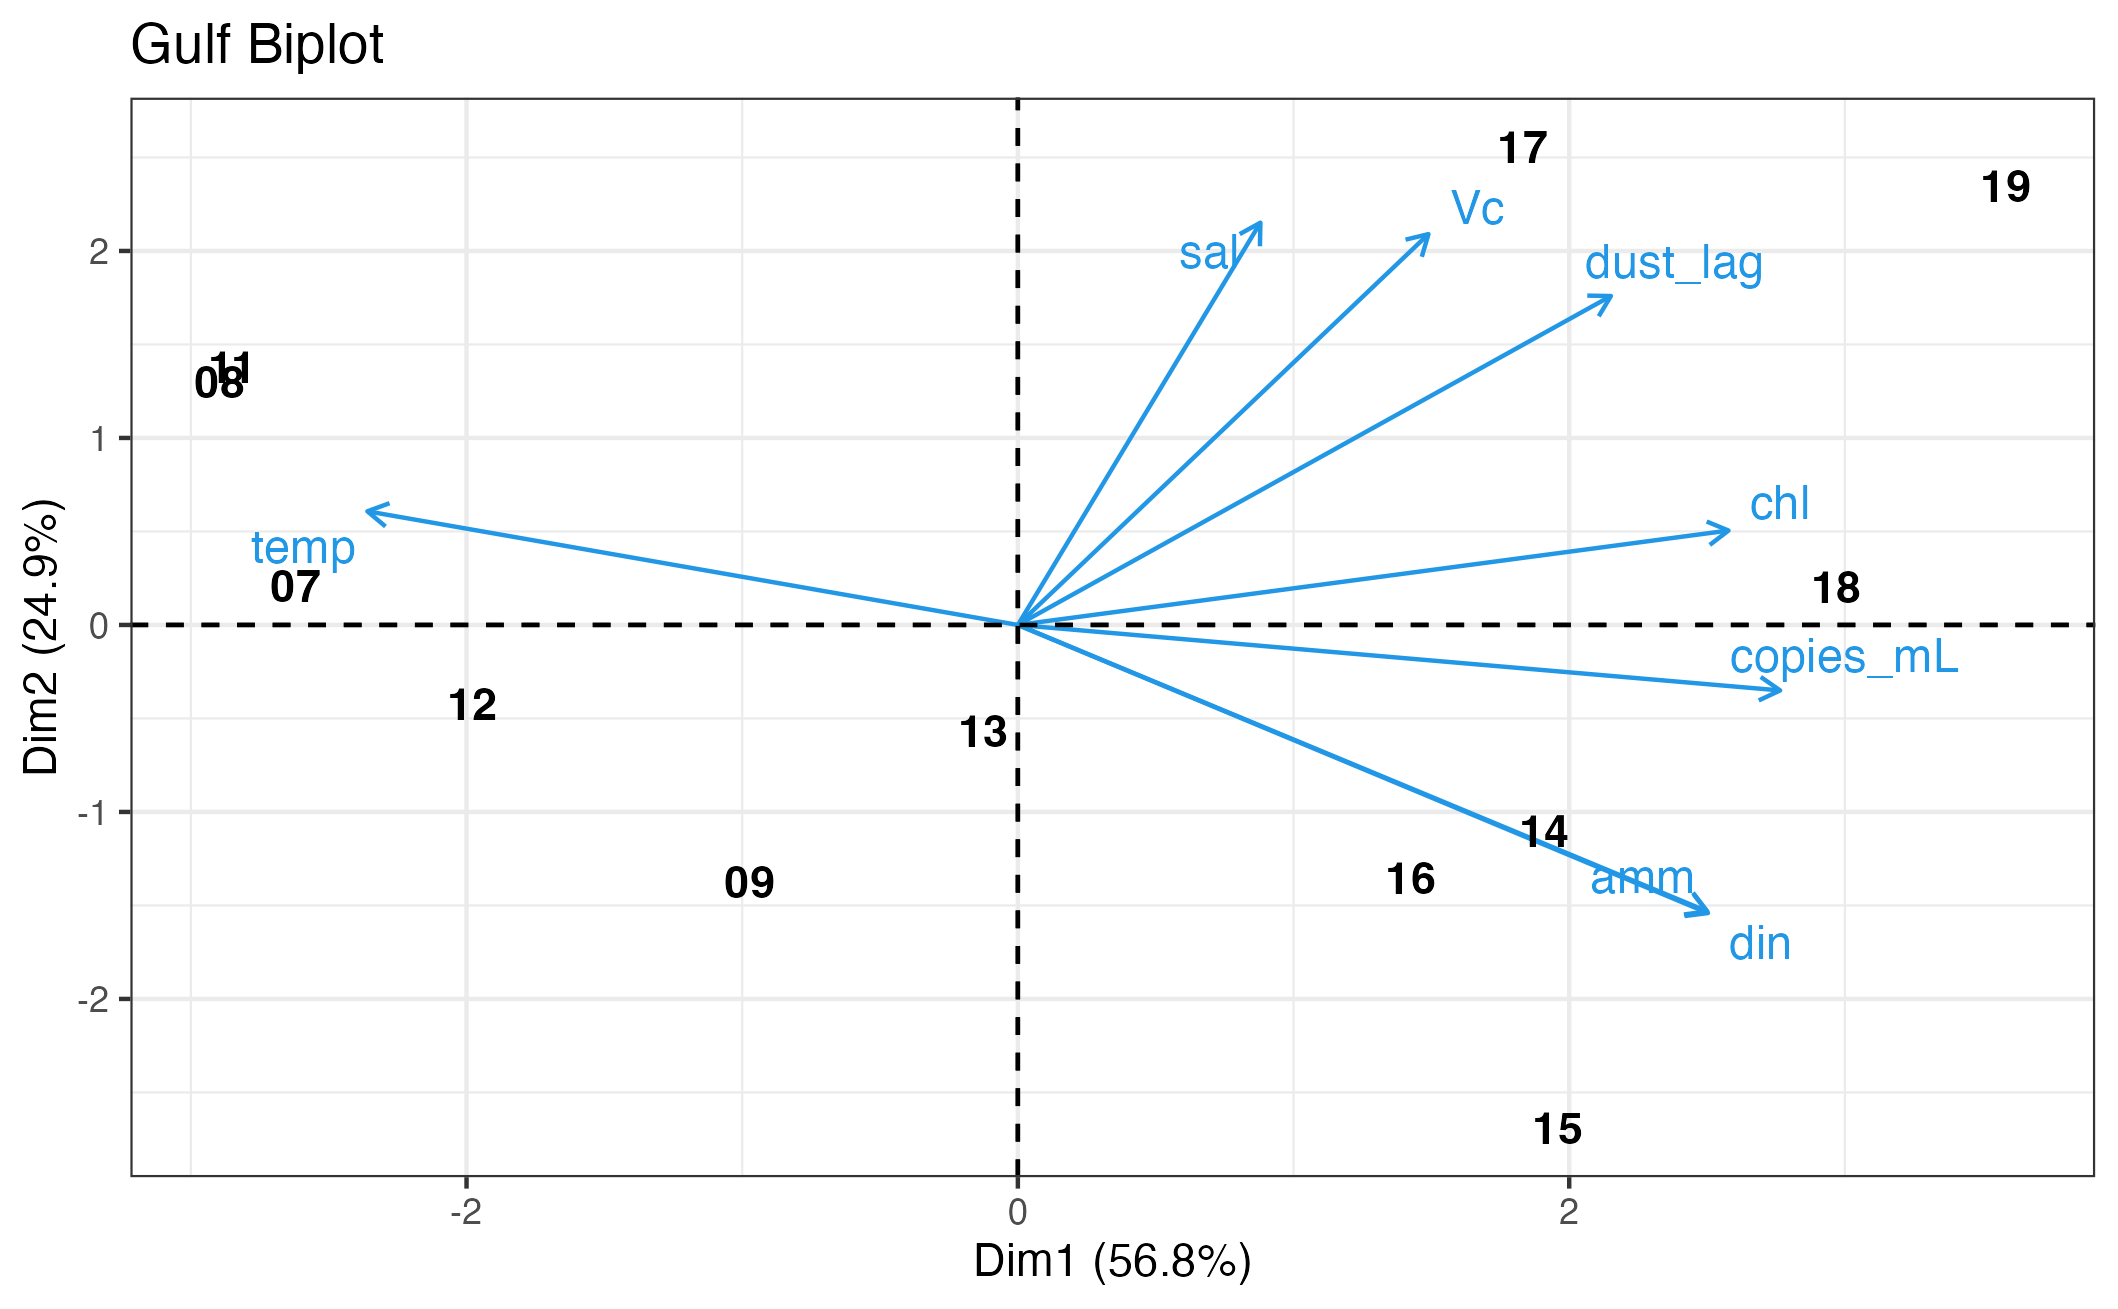 Gulf Biplot
17
19
Vc
sal
dust_lag
2
11
08
1
chl
temp
07
18
0
copies_mL
12
13
-1
14
16
amm
09
din
-2
15
-2
0
2
Dim1 (56.8%)
Dim2 (24.9%)